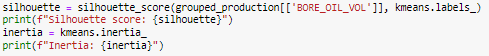 silhouette = silhouette_score(grouped_production[['BORE_OIL_VOL']], kmeans.labels_)
print(f"Silhouette score: {silhouette}")
inertia = kmeans.inertia_
print(f"Inertia: {inertia}")